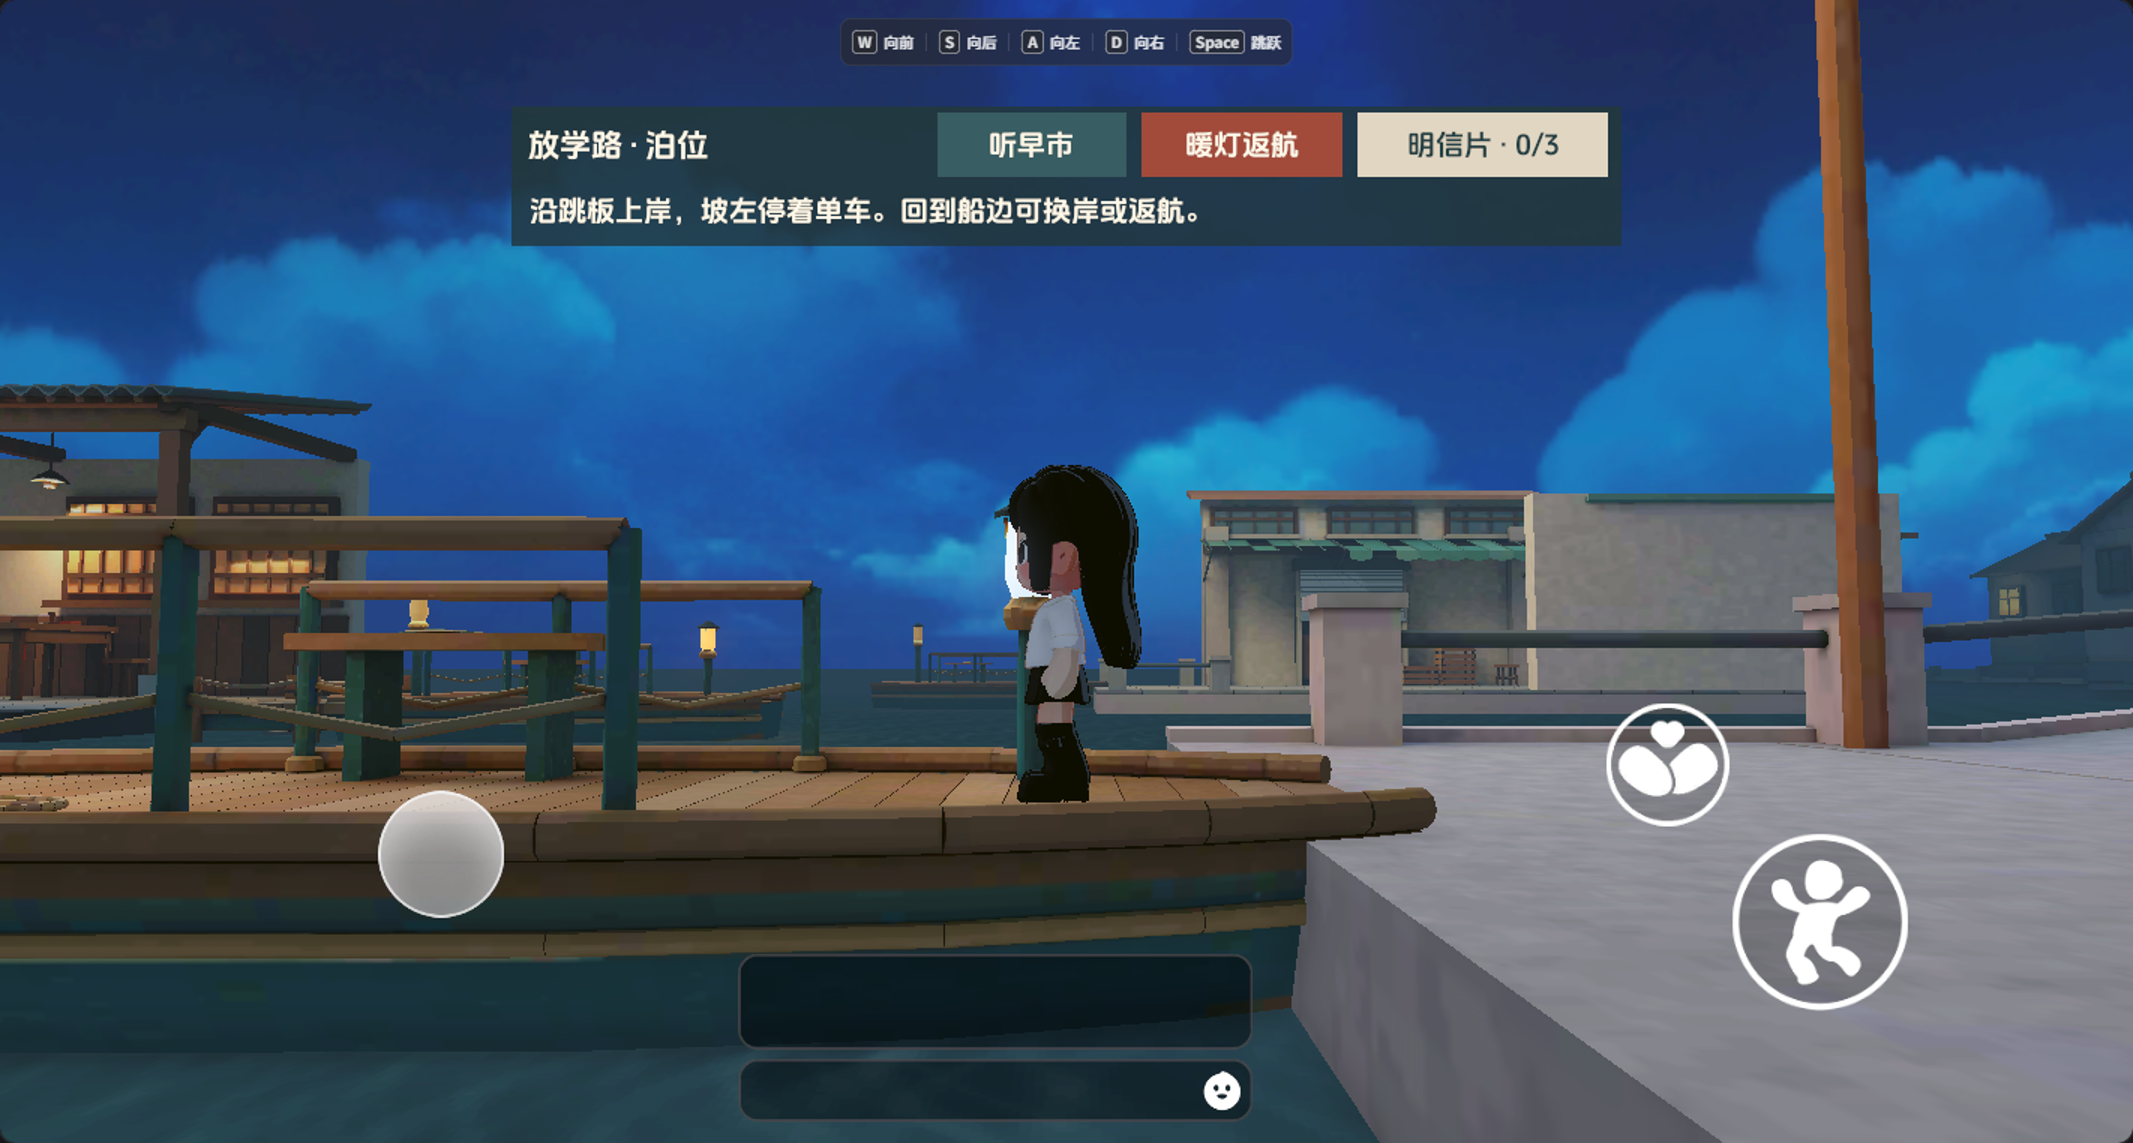 W 向前 S 向后 A 向左 D 向右 Space 跳跃
放学路 · 泊位 听早市 暖灯返航 明信片 · 0/3
沿跳板上岸，坡左停着单车。回到船边可换岸或返航。